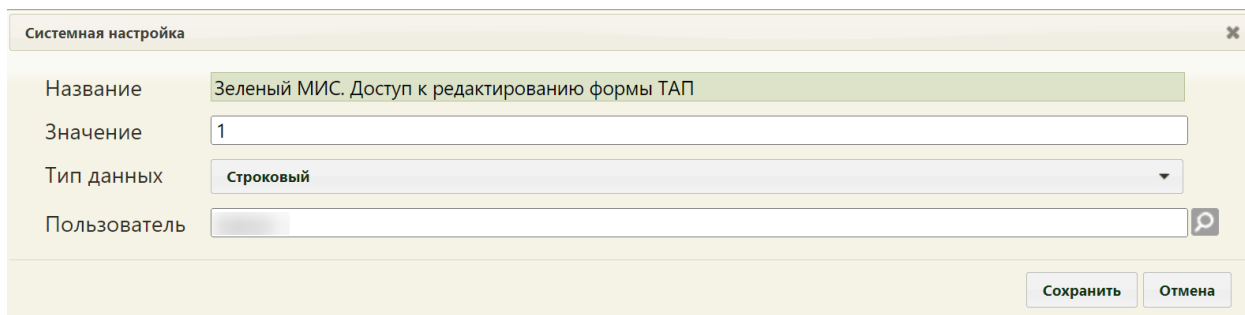 Системная настройка
Название Зеленый МИС. Доступ к редактированию формы ТАП
Значение 1
Тип данных Строковый
Пользователь
Сохранить Отмена